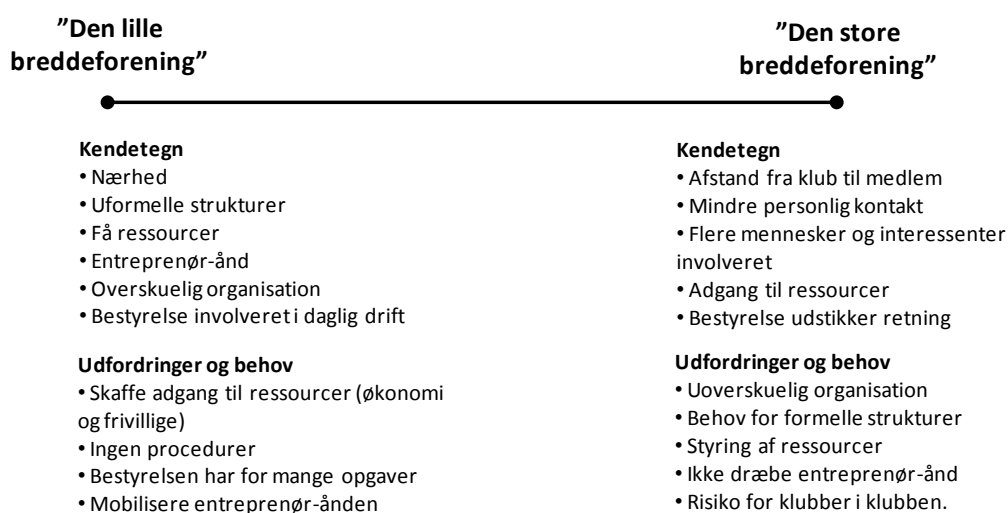 ”Den lille
breddeforening”
”Den store
breddeforening”
Kendetegn
• Nærhed
• Uformelle strukturer
• Få ressourcer
• Entreprenør-ånd
• Overskuelig organisation
• Bestyrelse involveret i daglig drift
Udfordringer og behov
• Skaffe adgang til ressourcer (økonomi
og frivillige)
• Ingen procedurer
• Bestyrelsen har for mange opgaver
• Mobilisere entreprenør-ånden
Kendetegn
• Afstand fra klub til medlem
• Mindre personlig kontakt
• Flere mennesker og interessenter
involveret
• Adgang til ressourcer
• Bestyrelse udstikker retning
Udfordringer og behov
• Uoverskuelig organisation
• Behov for formelle strukturer
• Styring af ressourcer
• Ikke dræbe entreprenør-ånd
• Risiko for klubber i klubben.